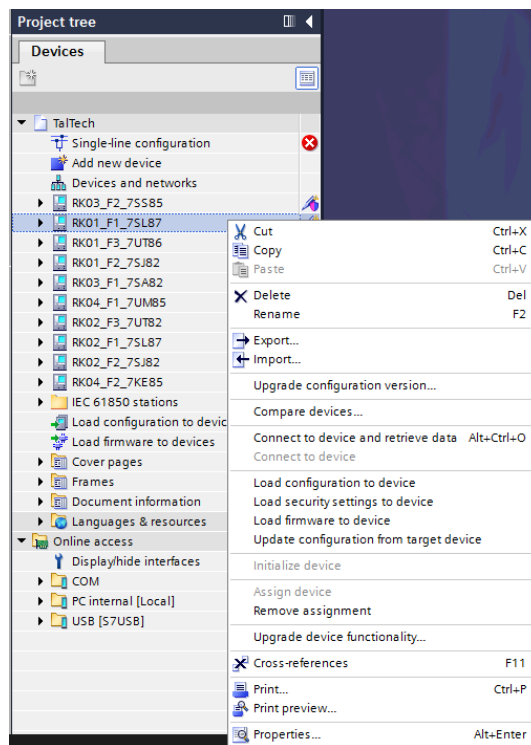 Project tree
Devices
TalTech
Single-line configuration
Add new device
Devices and networks
RK03_F2_7SS85
RK01_F1_7SL87
RK01_F3_7UT86
RK01_F2_7SJ82
RK03_F1_7SA82
RK04_F1_7UM85
RK02_F3_7UT82
RK02_F1_7SL87
RK02_F2_7SJ82
RK04_F2_7KE85
IEC 61850 stations
Load configuration to devic
Load firmware to devices
Cover pages
Frames
Document information
Languages & resources
Online access
Display/hide interfaces
COM
PC internal [Local]
USB [S7USB]
Cut Ctrl+X
Copy Ctrl+C
Paste Ctrl+V
Delete Del
Rename F2
Export...
Import...
Upgrade configuration version...
Compare devices...
Connect to device and retrieve data Alt+Ctrl+O
Connect to device
Load configuration to device
Load security settings to device
Load firmware to device
Update configuration from target device
Initialize device
Assign device
Remove assignment
Upgrade device functionality...
Cross-references F11
Print... Ctrl+P
Print preview...
Properties... Alt+Enter